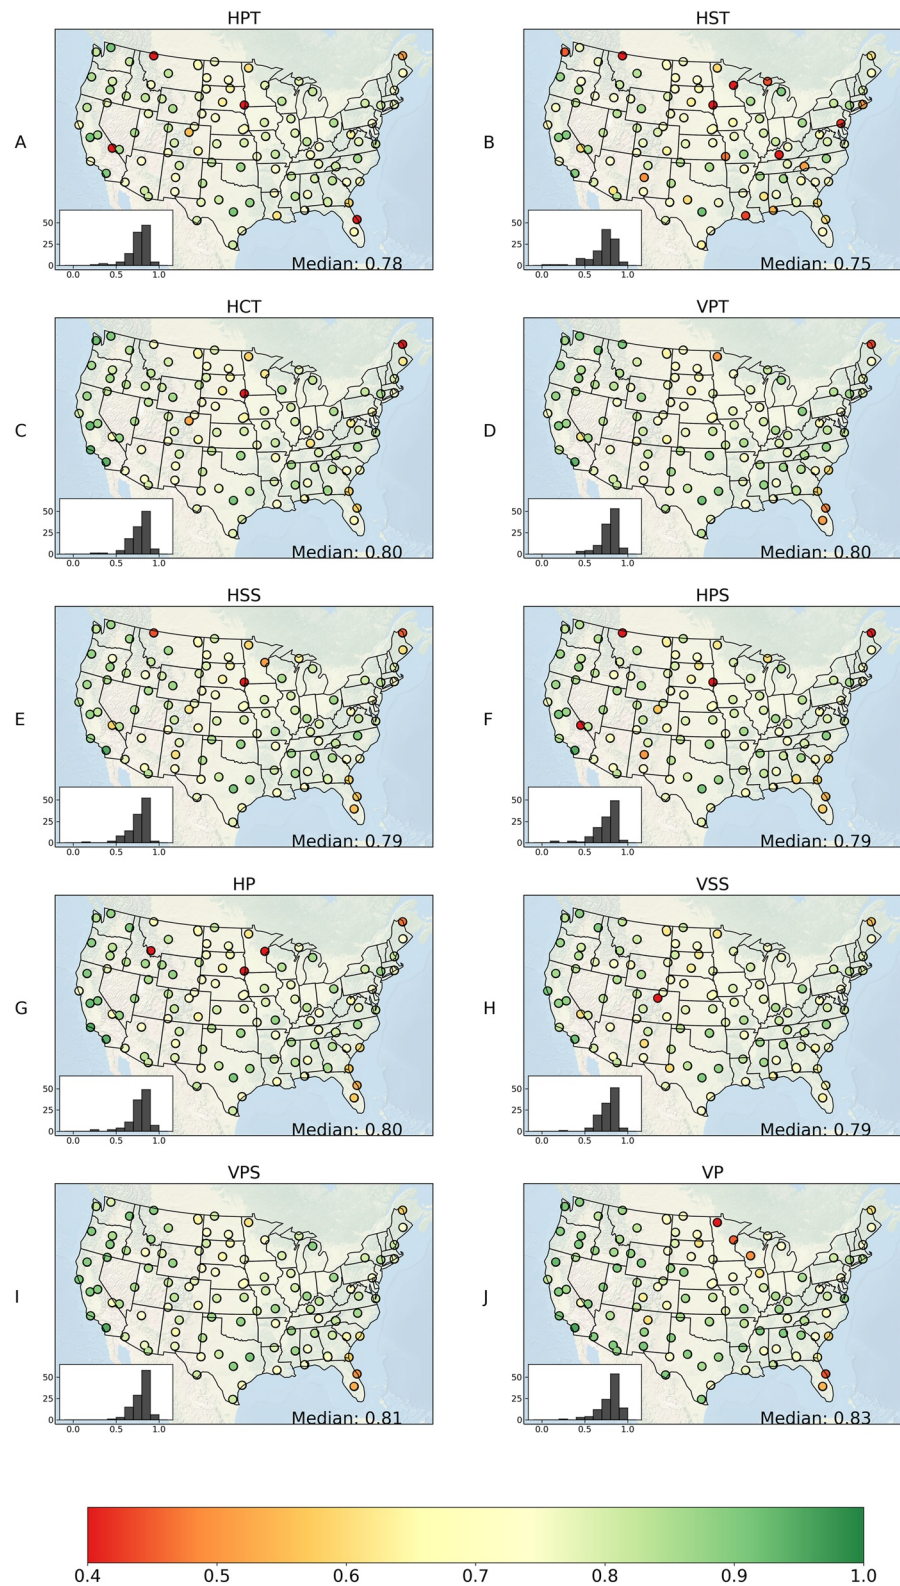 HPT
HST
A
B
50
25
0
0.0 0.5 1.0
Median: 0.78
50
25
0
0.0 0.5 1.0
Median: 0.75
HCT
VPT
C
D
50
25
0
0.0 0.5 1.0
Median: 0.80
50
25
0
0.0 0.5 1.0
Median: 0.80
HSS
HPS
E
F
50
25
0
0.0 0.5 1.0
Median: 0.79
50
25
0
0.0 0.5 1.0
Median: 0.79
HP
VSS
G
H
50
25
0
0.0 0.5 1.0
Median: 0.80
50
25
0
0.0 0.5 1.0
Median: 0.79
VPS
VP
I
J
50
25
0
0.0 0.5 1.0
Median: 0.81
50
25
0
0.0 0.5 1.0
Median: 0.83
0.4 0.5 0.6 0.7 0.8 0.9 1.0